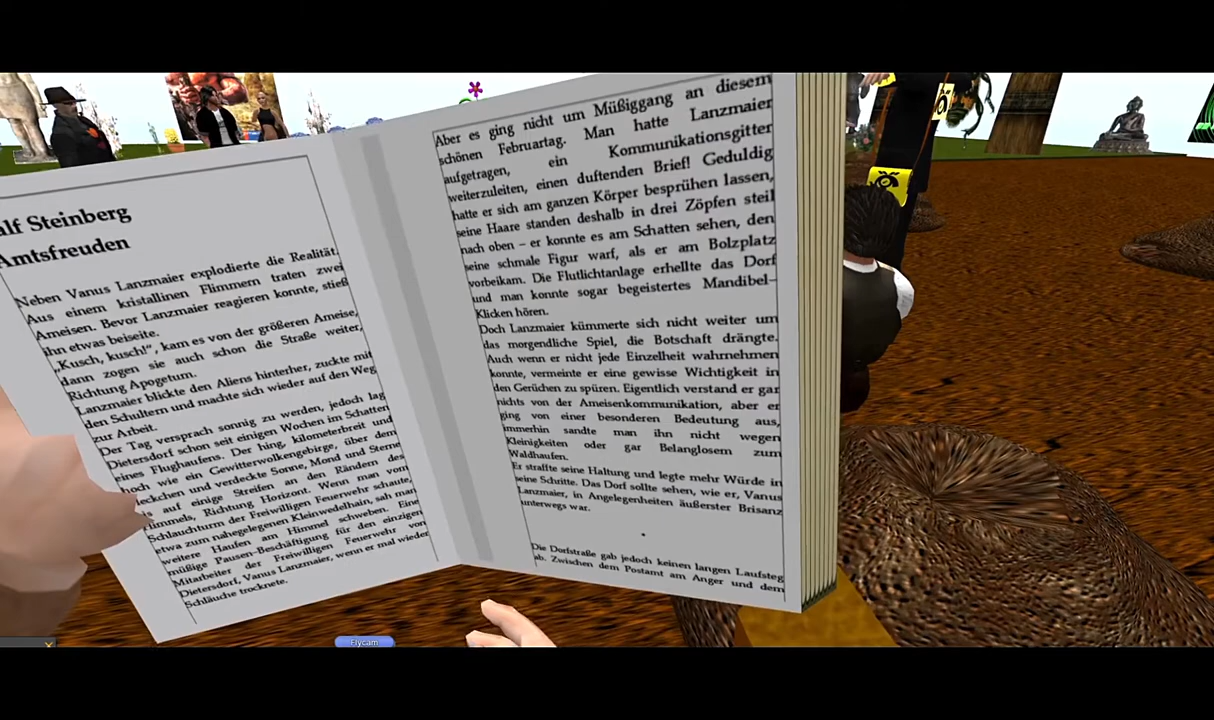 alf Steinberg
Amtsfreuden
Neben Vanus Lanzmaier explodierte die Realität.
Aus einem kristallinen Flimmern traten zwei
Ameisen. Bevor Lanzmaier reagieren konnte, stieß
ihn etwas beiseite.
„Kusch, kusch!“, kam es von der größeren Ameise,
dann zogen sie auch schon die Straße weiter,
Richtung Apogetum.
Lanzmaier blickte den Aliens hinterher, zuckte mit
den Schultern und machte sich wieder auf den Weg
zur Arbeit.
Der Tag versprach sonnig zu werden, jedoch lag
Dietersdorf schon seit einigen Wochen im Schatten
eines Flughaufens. Der hing, kilometerbreit und
hoch wie ein Gewitterwolkengebirge, über dem
leckchen und verdeckte Sonne, Mond und Sterne
is auf einige Streifen an den Rändern des
Himmels, Richtung Horizont. Wenn man vom
Schlauchturm der Freiwilligen Feuerwehr schaute,
etwa zum nahegelegenen Kleinwedelhain, sah man
weitere Haufen am Himmel schweben. Eine
müßige Pausen-Beschäftigung für den einzigen
Mitarbeiter der Freiwilligen Feuerwehr von
Dietersdorf, Vanus Lanzmaier, wenn er mal wieder
Schläuche trocknete.
Aber es ging nicht um Müßiggang an diesem
schönen Februartag. Man hatte Lanzmaier
aufgetragen, ein Kommunikationsgitter
weiterzuleiten, einen duftenden Brief! Geduldig
hatte er sich am ganzen Körper besprühen lassen,
seine Haare standen deshalb in drei Zöpfen steil
nach oben – er konnte es am Schatten sehen, den
seine schmale Figur warf, als er am Bolzplatz
vorbeikam. Die Flutlichtanlage erhellte das Dorf
und man konnte sogar begeistertes Mandibel–
Klicken hören.
Doch Lanzmaier kümmerte sich nicht weiter um
das morgendliche Spiel, die Botschaft drängte.
Auch wenn er nicht jede Einzelheit wahrnehmen
konnte, vermeinte er eine gewisse Wichtigkeit in
den Gerüchen zu spüren. Eigentlich verstand er gar
nichts von der Ameisenkommunikation, aber er
ging von einer besonderen Bedeutung aus,
immerhin sandte man ihn nicht wegen
Kleinigkeiten oder gar Belanglosem zum
Waldhaufen.
Er straffte seine Haltung und legte mehr Würde in
seine Schritte. Das Dorf sollte sehen, wie er, Vanus
Lanzmaier, in Angelegenheiten äußerster Brisanz
unterwegs war.
*
Die Dorfstraße gab jedoch keinen langen Laufsteg
ab. Zwischen dem Postamt am Anger und dem
Flycam